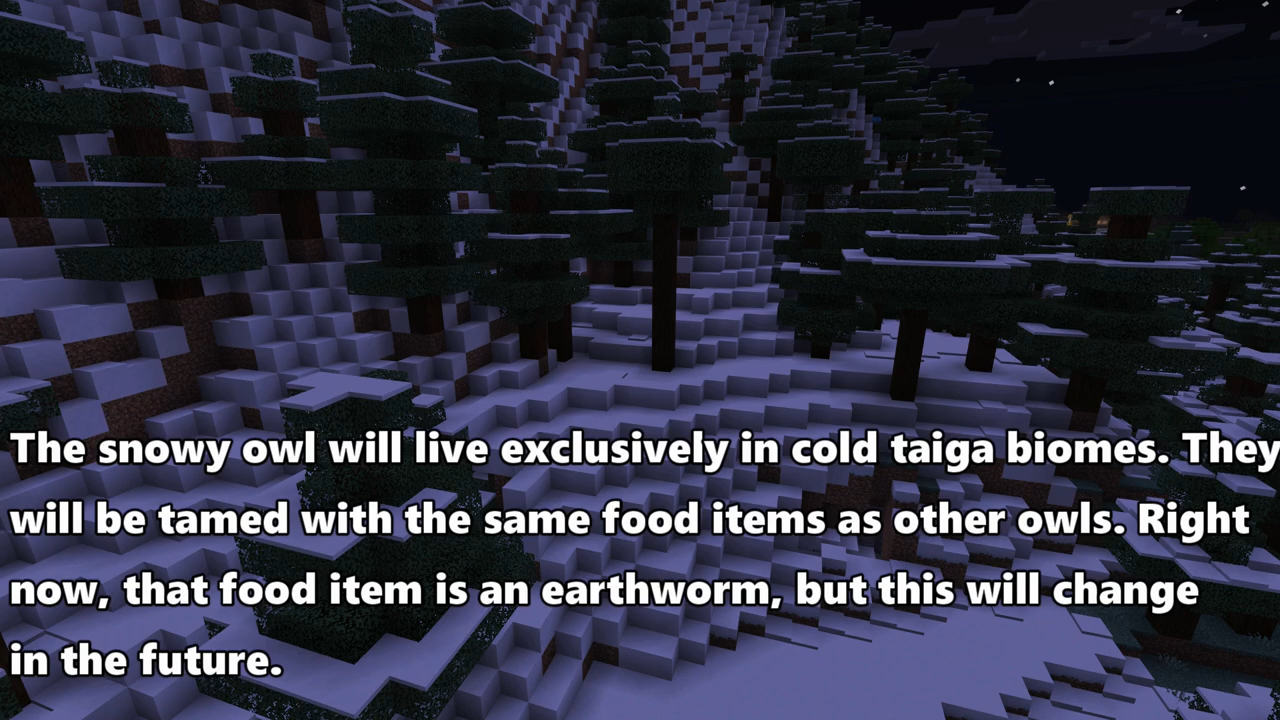 The snowy owl will live exclusively in cold taiga biomes. They
will be tamed with the same food items as other owls. Right
now, that food item is an earthworm, but this will change
in the future.